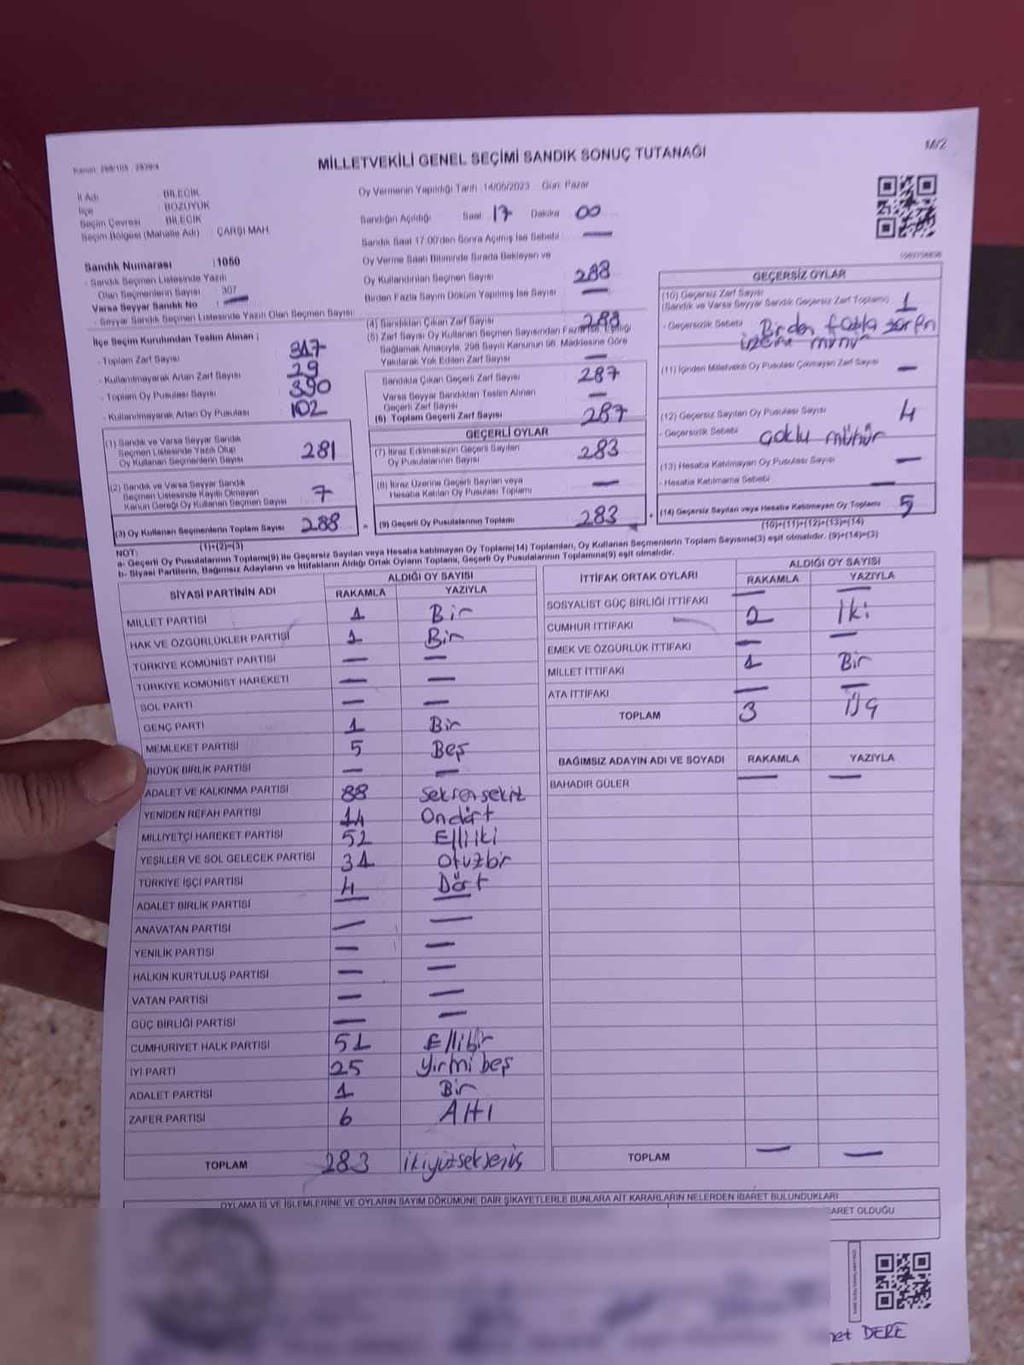 MİLLETVEKİLİ GENEL SEÇİMİ SANDIK SONUÇ TUTANAĞI
M/2
İl Adı : BİLECİK
İlçe : BOZÜYÜK
Seçim Çevresi : BİLECİK
Seçim Bölgesi (Mahalle Adı) : ÇARŞI MAH.
Oy Vermenin Yapıldığı Tarih :14/05/2023 Gün: Pazar
Sandığın Açıldığı Saat 17 Dakika 00
Sandık Saat 17:00'den Sonra Açılmış İse Sebebi —
Oy Verme Saati Bitiminde Sırada Bekleyen ve
Oy Kullandırılan Seçmen Sayısı 288
Birden Fazla Sayım Döküm Yapılmış İse Sayısı —
Sandık Numarası : 1050
- Sandık Seçmen Listesinde Yazılı
Olan Seçmenlerin Sayısı 307
Varsa Seyyar Sandık No : —
- Seyyar Sandık Seçmen Listesinde Yazılı Olan Seçmen Sayısı:
İlçe Seçim Kurulundan Teslim Alınan ;
- Toplam Zarf Sayısı 317
- Kullanılmayarak Artan Zarf Sayısı 29
- Toplam Oy Pusulası Sayısı 390
- Kullanılmayarak Artan Oy Pusulası 102
(4) Sandıktan Çıkan Zarf Sayısı 288
(5) Zarf Sayısı Oy Kullanan Seçmen Sayısından Fazla ise, Eşitliği
Sağlamak Amacıyla, 298 Sayılı Kanunun 98. Maddesine Göre
Yakılarak Yok Edilen Zarf Sayısı —
Sandıkta Çıkan Geçerli Zarf Sayısı 287
Varsa Seyyar Sandıktan Teslim Alınan
Geçerli Zarf Sayısı —
(6) Toplam Geçerli Zarf Sayısı 287
GEÇERSİZ OYLAR
(10) Geçersiz Zarf Sayısı
(Sandık ve Varsa Seyyar Sandık Geçersiz Zarf Toplamı) 1
- Geçersizlik Sebebi Birden fazla zarfın
üzerine mühür
(11) İçinden Milletvekili Oy Pusulası Çıkmayan Zarf Sayısı —
(12) Geçersiz Sayılan Oy Pusulası Sayısı 4
- Geçersizlik Sebebi Çoklu mühür
(13) Hesaba Katılmayan Oy Pusulası Sayısı —
- Hesaba Katılmama Sebebi —
(14) Geçersiz Sayılan veya Hesaba Katılmayan Oy Toplamı 5
(10)+(11)+(12)+(13)=(14)
(1) Sandık ve Varsa Seyyar Sandık
Seçmen Listesinde Yazılı Olup
Oy Kullanan Seçmenlerin Sayısı 281
(2) Sandık ve Varsa Seyyar Sandık
Seçmen Listesinde Kayıtlı Olmayan
Kanun Gereği Oy Kullanan Seçmen Sayısı 7
(3) Oy Kullanan Seçmenlerin Toplam Sayısı 288
(1)+(2)=(3)
GEÇERLİ OYLAR
(7) İtiraz Edilmeksizin Geçerli Sayılan
Oy Pusulasının Sayısı 283
(8) İtiraz Üzerine Geçerli Sayılan veya
Hesaba Katılan Oy Pusulası Toplamı —
(9) Geçerli Oy Pusulalarının Toplamı 283
NOT:
a- Geçerli Oy Pusulaları Toplamı(9) ile Geçersiz Sayılan veya Hesaba katılmayan Oy Toplamı(14) Toplamları, Oy Kullanan Seçmenlerin Toplam Sayısına(3) eşit olmalıdır. (9)+(14)=(3)
b- Siyasi Partilerin, Bağımsız Adayların ve İttifakların Aldığı Ortak Oyların Toplamı, Geçerli Oy Pusulalarının Toplamına(9) eşit olmalıdır.
SİYASİ PARTİNİN ADI ALDIĞI OY SAYISI
RAKAMLA YAZIYLA
MİLLET PARTİSİ 1 Bir
HAK VE ÖZGÜRLÜKLER PARTİSİ 1 Bir
TÜRKİYE KOMÜNİST PARTİSİ — —
TÜRKİYE KOMÜNİST HAREKETİ — —
SOL PARTİ — —
GENÇ PARTİ 1 Bir
MEMLEKET PARTİSİ 5 Beş
BÜYÜK BİRLİK PARTİSİ — —
ADALET VE KALKINMA PARTİSİ 88 Seksensekiz
YENİDEN REFAH PARTİSİ 14 Ondört
MİLLİYETÇİ HAREKET PARTİSİ 52 Elliiki
YEŞİLLER VE SOL GELECEK PARTİSİ 31 Otuzbir
TÜRKİYE İŞÇİ PARTİSİ 4 Dört
ADALET BİRLİK PARTİSİ — —
ANAVATAN PARTİSİ — —
YENİLİK PARTİSİ — —
HALKIN KURTULUŞ PARTİSİ — —
VATAN PARTİSİ — —
GÜÇ BİRLİĞİ PARTİSİ — —
CUMHURİYET HALK PARTİSİ 51 Ellibir
İYİ PARTİ 25 Yirmi beş
ADALET PARTİSİ 1 Bir
ZAFER PARTİSİ 6 Altı
TOPLAM 283
İTTİFAK ORTAK OYLARI ALDIĞI OY SAYISI
RAKAMLA YAZIYLA
SOSYALİST GÜÇ BİRLİĞİ İTTİFAKI — —
CUMHUR İTTİFAKI 2 İki
EMEK VE ÖZGÜRLÜK İTTİFAKI — —
MİLLET İTTİFAKI 1 Bir
ATA İTTİFAKI — —
TOPLAM 3 Üç
BAĞIMSIZ ADAYIN ADI VE SOYADI RAKAMLA YAZIYLA
BAHADIR GÜLER — —
TOPLAM — —
OYLAMA İŞ VE İŞLEMLERİNE VE OYLARIN SAYIM DÖKÜMÜNE DAİR ŞİKAYETLERLE BUNLARA AİT KARARLARIN NELERDEN İBARET BULUNDUKLARI
BARET OLDUĞU
DERE